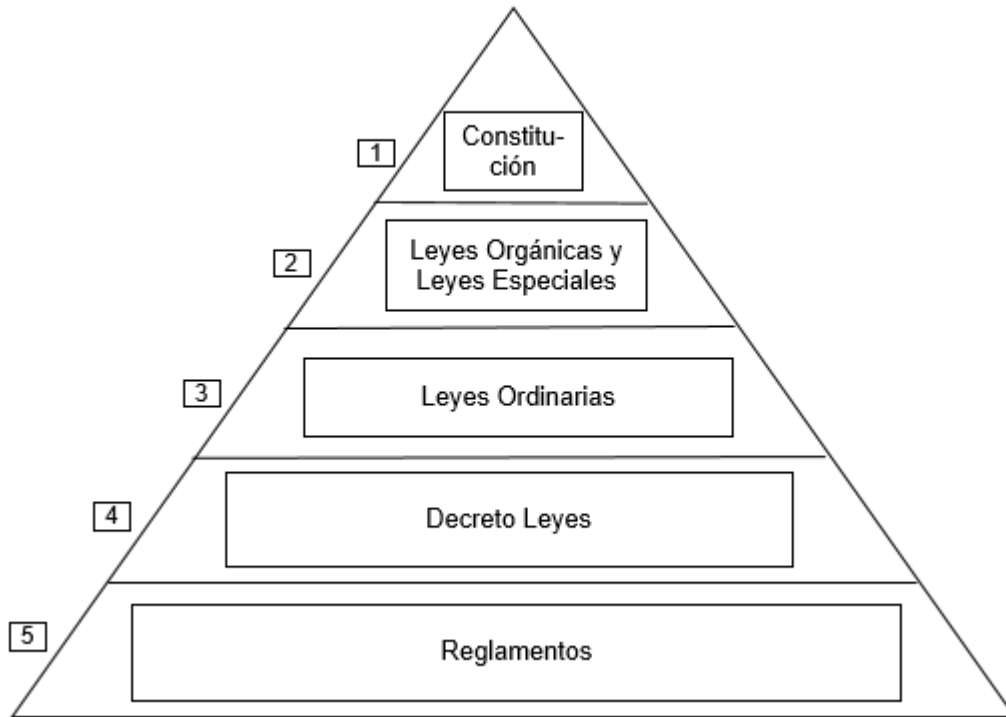 1
Constitu-
ción
2
Leyes Orgánicas y
Leyes Especiales
3
Leyes Ordinarias
4
Decreto Leyes
5
Reglamentos